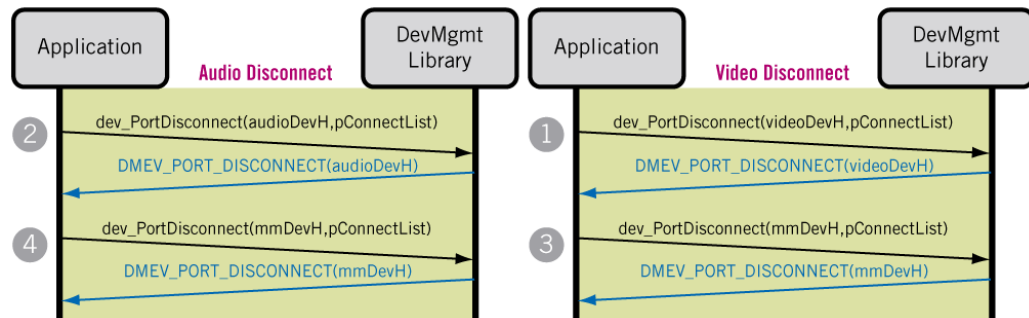 Application
DevMgmt
Library
Audio Disconnect
2
dev_PortDisconnect(audioDevH,pConnectList)
DMEV_PORT_DISCONNECT(audioDevH)
4
dev_PortDisconnect(mmDevH,pConnectList)
DMEV_PORT_DISCONNECT(mmDevH)
Application
DevMgmt
Library
Video Disconnect
1
dev_PortDisconnect(videoDevH,pConnectList)
DMEV_PORT_DISCONNECT(videoDevH)
3
dev_PortDisconnect(mmDevH,pConnectList)
DMEV_PORT_DISCONNECT(mmDevH)